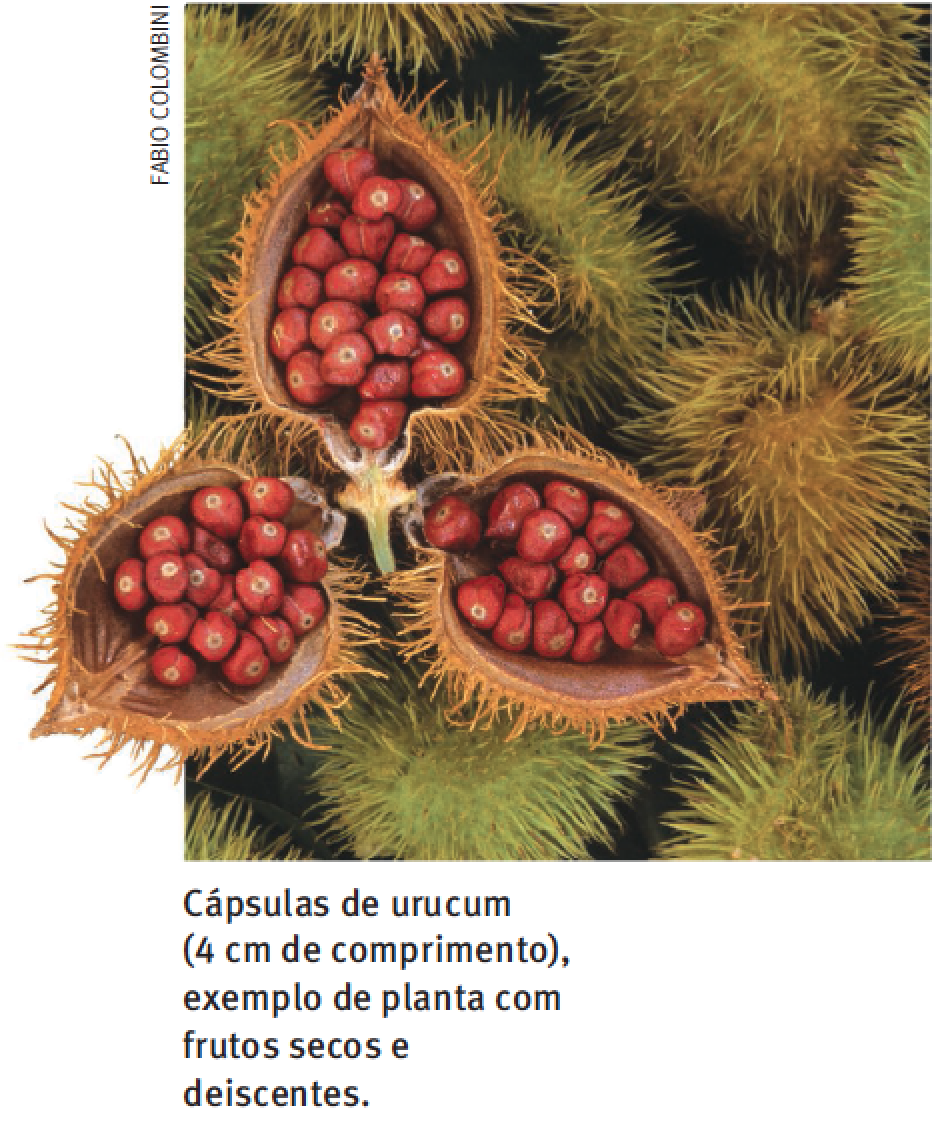 FABIO COLOMBINI
Cápsulas de urucum
(4 cm de comprimento),
exemplo de planta com
frutos secos e
deiscentes.